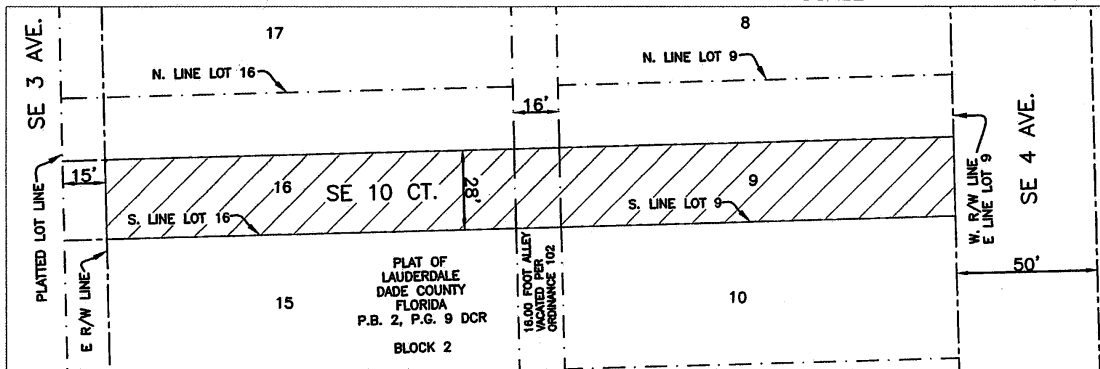 SE 3 AVE.
17
8
N. LINE LOT 16
N. LINE LOT 9
16'
SE 4 AVE.
W. R/W LINE
E LINE LOT 9
PLATTED LOT LINE
15'
16
SE 10 CT.
28'
9
S. LINE LOT 16
S. LINE LOT 9
E R/W LINE
15
PLAT OF
LAUDERDALE
DADE COUNTY
FLORIDA
P.B. 2, P.G. 9 DCR
BLOCK 2
16.00 FOOT ALLEY
VACATED PER
ORDINANCE 102
10
50'